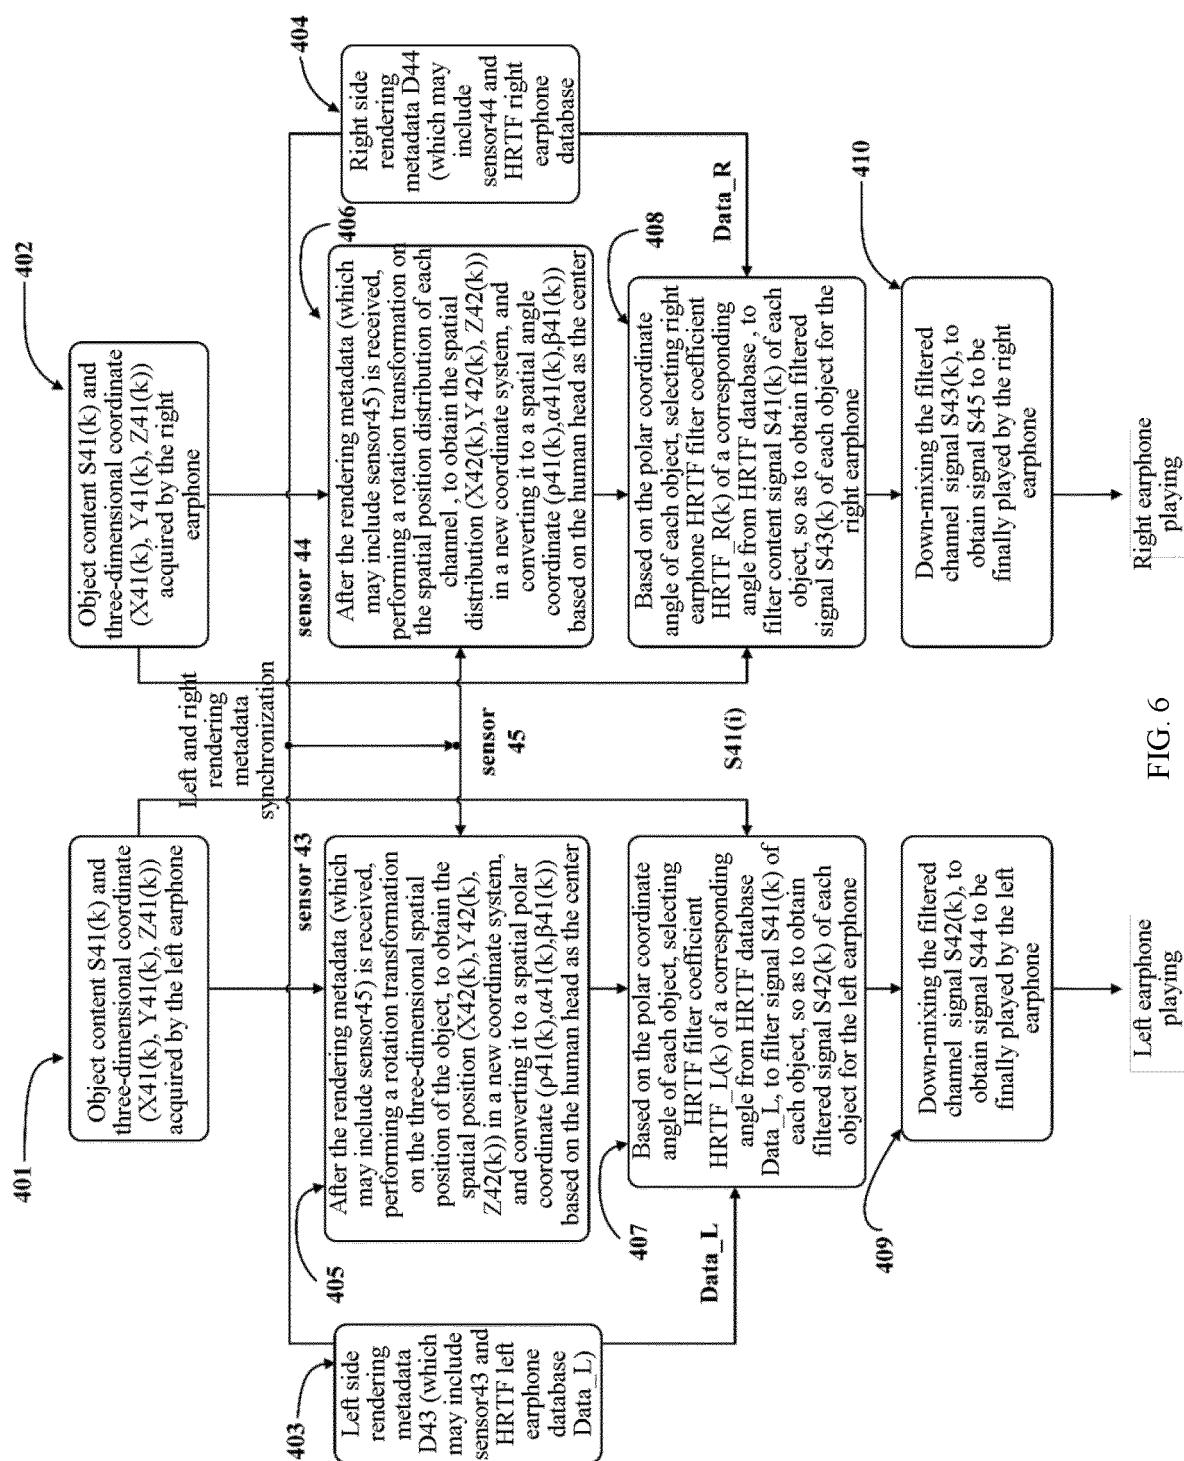 401
Object content S41(k) and
three-dimensional coordinate
(X41(k), Y41(k), Z41(k))
acquired by the left earphone
402
Object content S41(k) and
three-dimensional coordinate
(X41(k), Y41(k), Z41(k))
acquired by the right
earphone
Left and right
rendering
metadata
synchronization
sensor 43
sensor 44
403
Left side
rendering
metadata
D43 (which
may include
sensor43 and
HRTF left
earphone
database
Data_L)
404
Right side
rendering
metadata D44
(which may
include
sensor44 and
HRTF right
earphone
database
405
After the rendering metadata (which
may include sensor45) is received,
performing a rotation transformation
on the three-dimensional spatial
position of the object, to obtain the
spatial position (X42(k),Y42(k),
Z42(k)) in a new coordinate system,
and converting it to a spatial polar
coordinate (ρ41(k),α41(k),β41(k))
based on the human head as the center
sensor
45
406
After the rendering metadata (which
may include sensor45) is received,
performing a rotation transformation on
the spatial position distribution of each
channel , to obtain the spatial
distribution (X42(k),Y42(k), Z42(k))
in a new coordinate system, and
converting it to a spatial angle
coordinate (ρ41(k),α41(k),β41(k))
based on the human head as the center
Data_L
407
Based on the polar coordinate
angle of each object, selecting
HRTF filter coefficient
HRTF_L(k) of a corresponding
angle from HRTF database
Data_L, to filter signal S41(k) of
each object, so as to obtain
filtered signal S42(k) of each
object for the left earphone
S41(i)
408
Based on the polar coordinate
angle of each object, selecting right
earphone HRTF filter coefficient
HRTF_R(k) of a corresponding
angle from HRTF database , to
filter content signal S41(k) of each
object, so as to obtain filtered
signal S43(k) of each object for the
right earphone
Data_R
409
Down-mixing the filtered
channel signal S42(k), to
obtain signal S44 to be
finally played by the left
earphone
410
Down-mixing the filtered
channel signal S43(k), to
obtain signal S45 to be
finally played by the right
earphone
Left earphone
playing
Right earphone
playing
FIG. 6